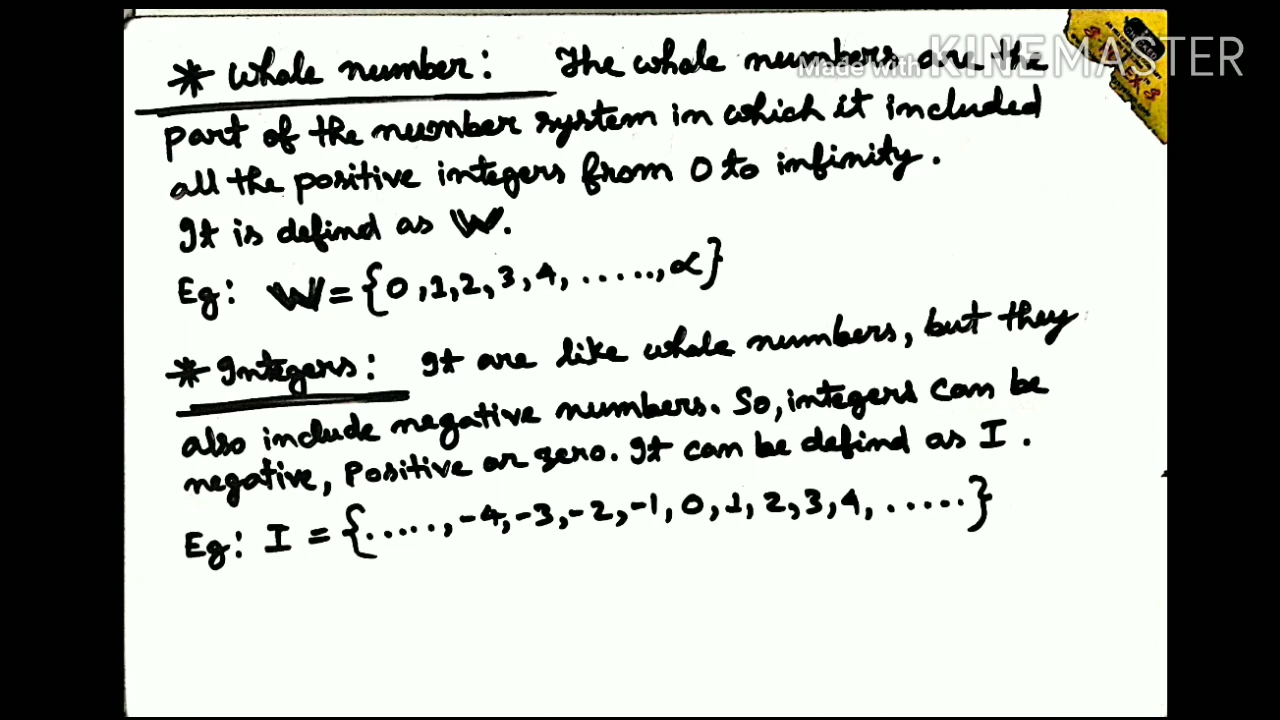 * Whole number: The whole numbers are the
Made with KINEMASTER
part of the number system in which it included
all the positive integers from 0 to infinity.
It is defind as W.
Eg: W = {0,1,2,3,4, ....., α}
* Integers: It are like whole numbers, but they
also include negative numbers. So, integers can be
negative, Positive or zero. It can be defind as I.
Eg: I = {....., -4, -3, -2, -1, 0, 1, 2, 3, 4, .....}